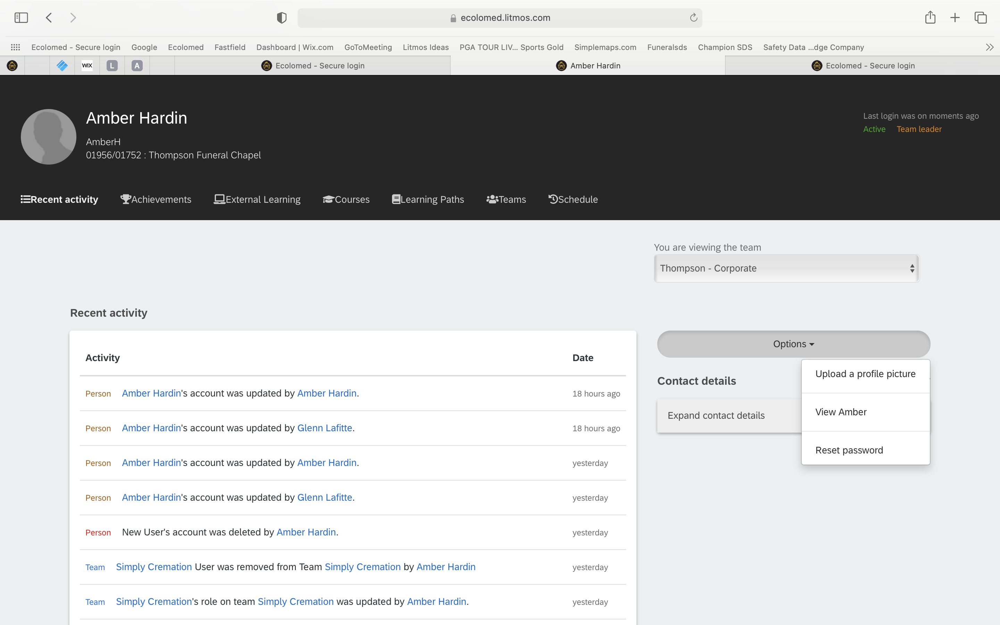 ecolomed.litmos.com
Ecolomed - Secure login Google Ecolomed Fastfield Dashboard | Wix.com GoToMeeting Litmos Ideas PGA TOUR LIV... Sports Gold Simplemaps.com Funeralsds Champion SDS Safety Data ...dge Company
WIX L A Ecolomed - Secure login Amber Hardin Ecolomed - Secure login
Amber Hardin
AmberH
01956/01752 : Thompson Funeral Chapel
Last login was on moments ago
Active Team leader
Recent activity Achievements External Learning Courses Learning Paths Teams Schedule
You are viewing the team
Thompson - Corporate
Recent activity
Activity Date
Person Amber Hardin's account was updated by Amber Hardin. 18 hours ago
Person Amber Hardin's account was updated by Glenn Lafitte. 18 hours ago
Person Amber Hardin's account was updated by Amber Hardin. yesterday
Person Amber Hardin's account was updated by Glenn Lafitte. yesterday
Person New User's account was deleted by Amber Hardin. yesterday
Team Simply Cremation User was removed from Team Simply Cremation by Amber Hardin yesterday
Team Simply Cremation's role on team Simply Cremation was updated by Amber Hardin. yesterday
Options
Contact details
Expand contact details
Upload a profile picture
View Amber
Reset password